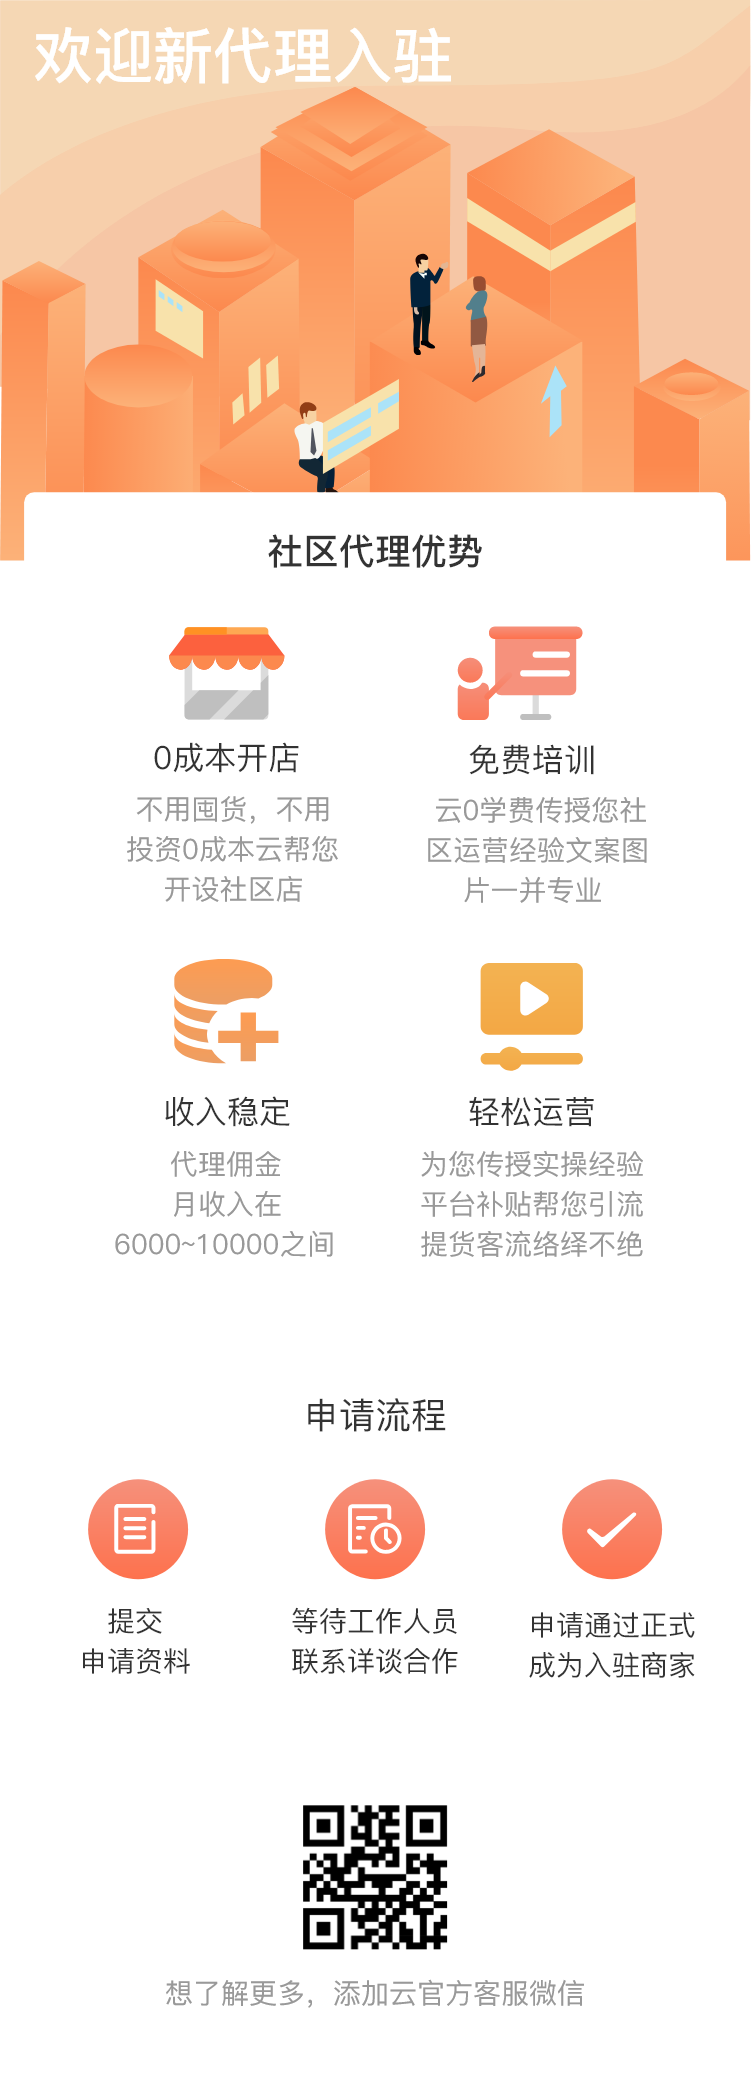 欢迎新代理入驻
社区代理优势
0成本开店
不用囤货，不用
投资0成本云帮您
开设社区店
免费培训
云0学费传授您社
区运营经验文案图
片一并专业
收入稳定
代理佣金
月收入在
6000~10000之间
轻松运营
为您传授实操经验
平台补贴帮您引流
提货客流络绎不绝
申请流程
提交
申请资料
等待工作人员
联系详谈合作
申请通过正式
成为入驻商家
想了解更多，添加云官方客服微信